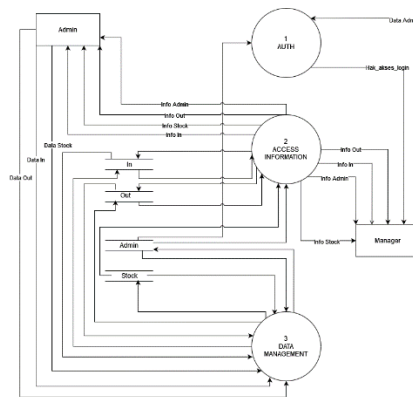 Admin
1
AUTH
Data Adm
Hak_akses_login
Info Admin
Info Out
Info Stock
Info In
Data Stock
Data In
Data Out
2
ACCESS
INFORMATION
Info Out
Info In
Info Admin
Info Stock
Manager
In
Out
Admin
Stock
3
DATA
MANAGEMENT